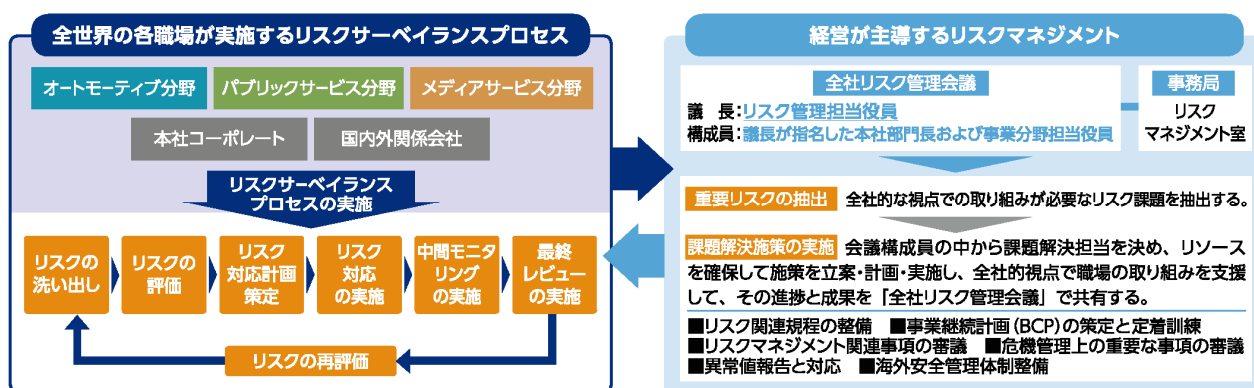 全世界の各職場が実施するリスクサーベイランスプロセス
オートモーティブ分野
パブリックサービス分野
メディアサービス分野
本社コーポレート
国内外関係会社
リスクサーベイランス
プロセスの実施
リスクの
洗い出し
リスクの
評価
リスク
対応計画
策定
リスク
対応
の実施
中間モニタ
リング
の実施
最終
レビュー
の実施
リスクの再評価
経営が主導するリスクマネジメント
全社リスク管理会議
議　長：リスク管理担当役員
構成員：議長が指名した本社部門長および事業分野担当役員
事務局
リスク
マネジメント室
重要リスクの抽出　全社的な視点での取り組みが必要なリスク課題を抽出する。
課題解決施策の実施　会議構成員の中から課題解決担当を決め、リソース
を確保して施策を立案・計画・実施し、全社的視点で職場の取り組みを支援
して、その進捗と成果を「全社リスク管理会議」で共有する。
■リスク関連規程の整備　■事業継続計画（BCP）の策定と定着訓練
■リスクマネジメント関連事項の審議　■危機管理上の重要な事項の審議
■異常値報告と対応　■海外安全管理体制整備